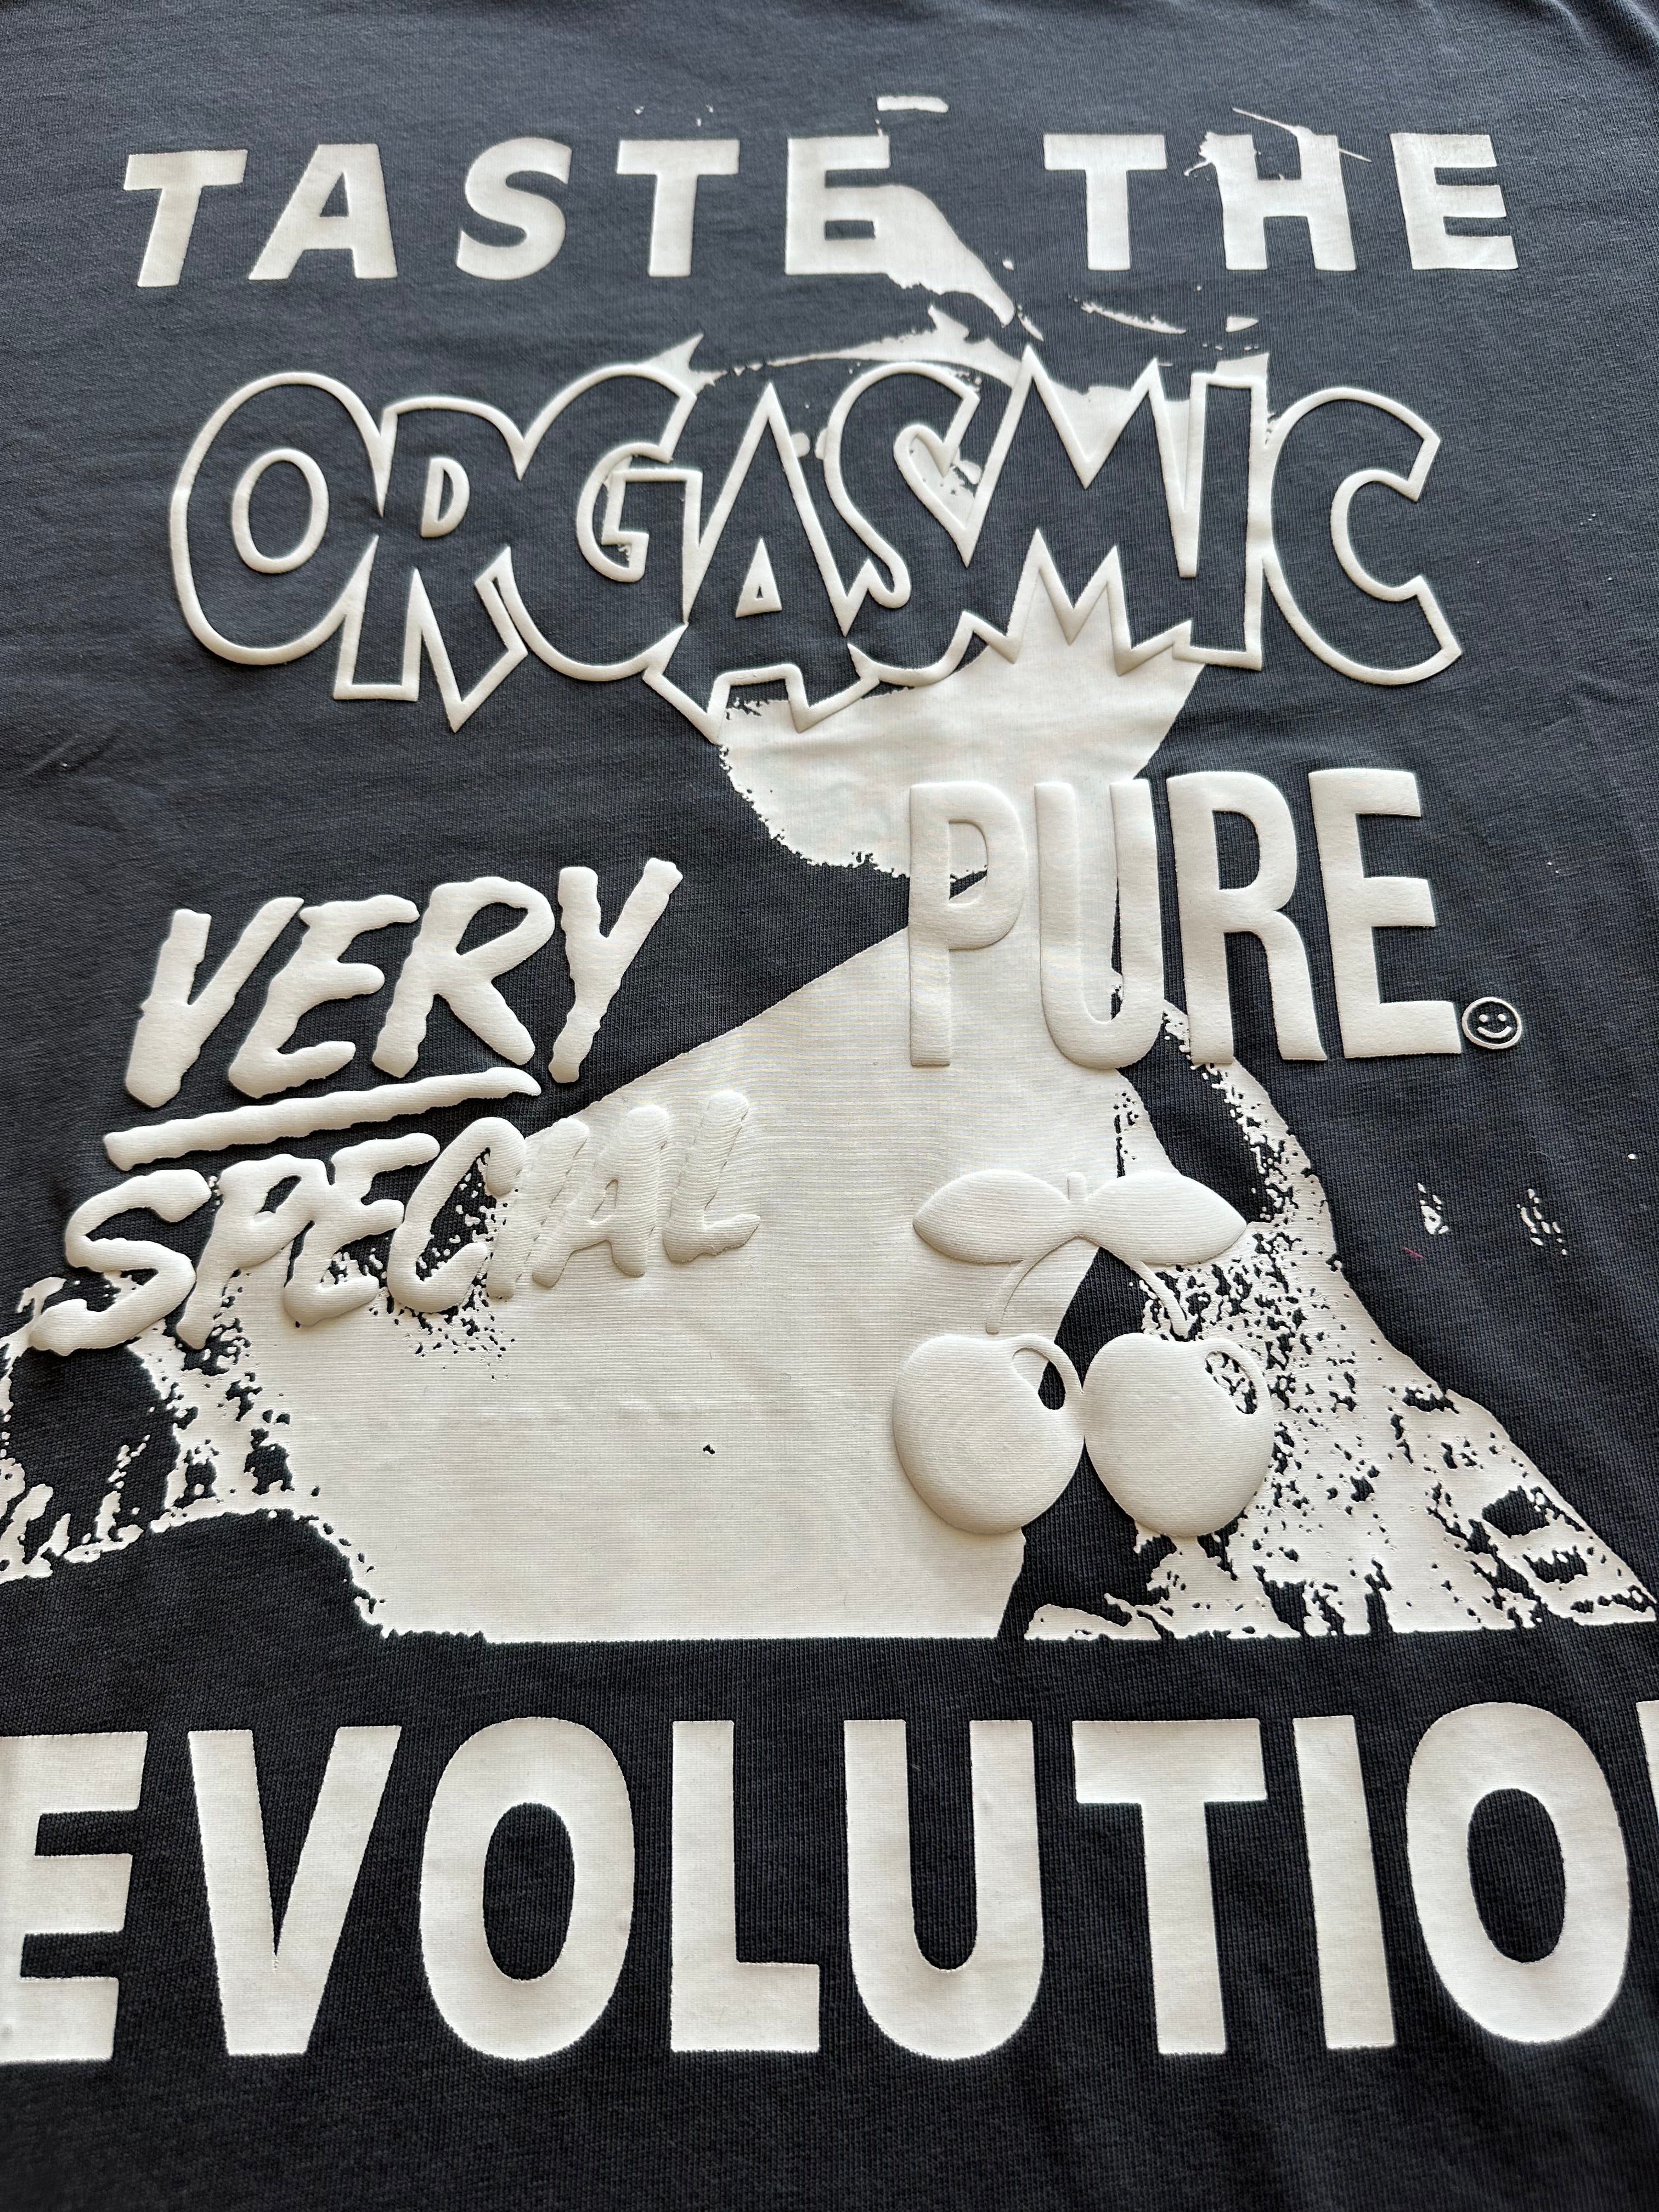 TASTE THE
ORGASMIC
PURE
VERY
SPECIAL
EVOLUTIO